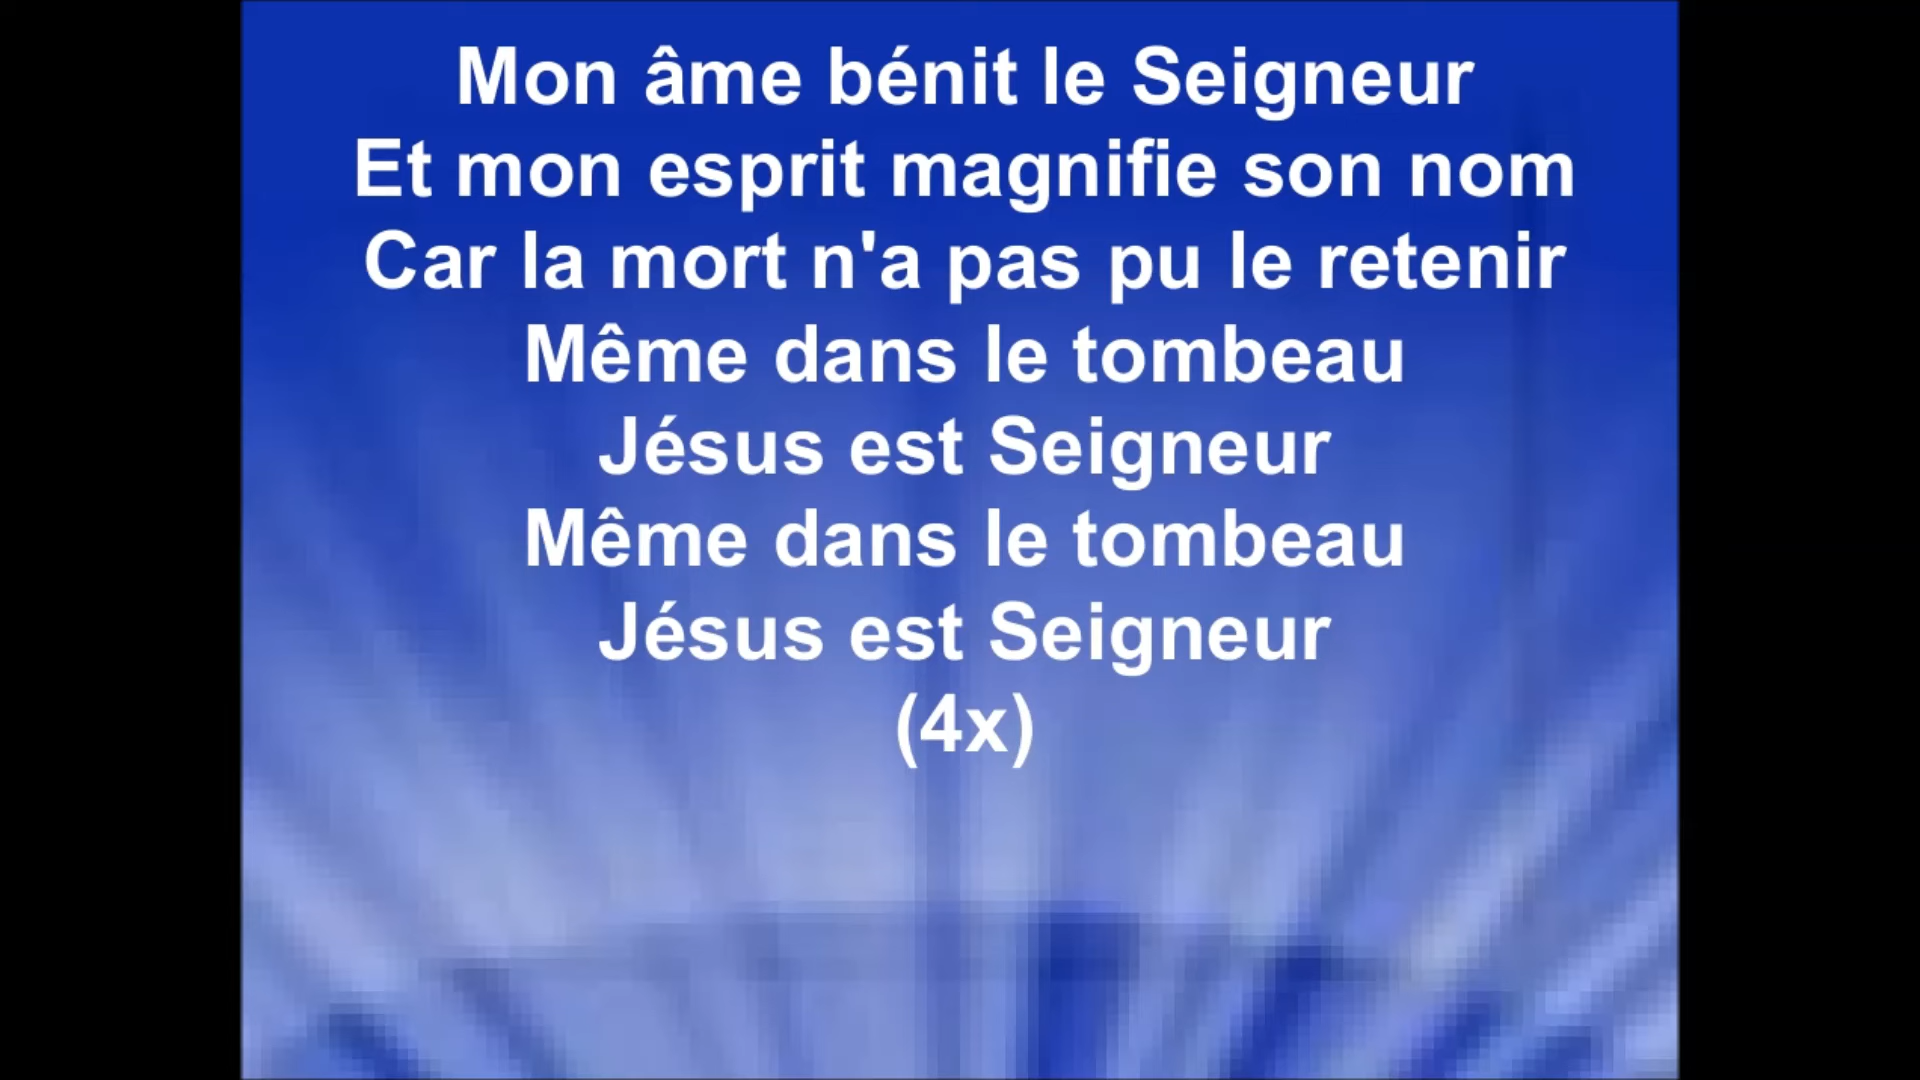 Mon âme bénit le Seigneur
Et mon esprit magnifie son nom
Car la mort n'a pas pu le retenir
Même dans le tombeau
Jésus est Seigneur
Même dans le tombeau
Jésus est Seigneur
(4x)